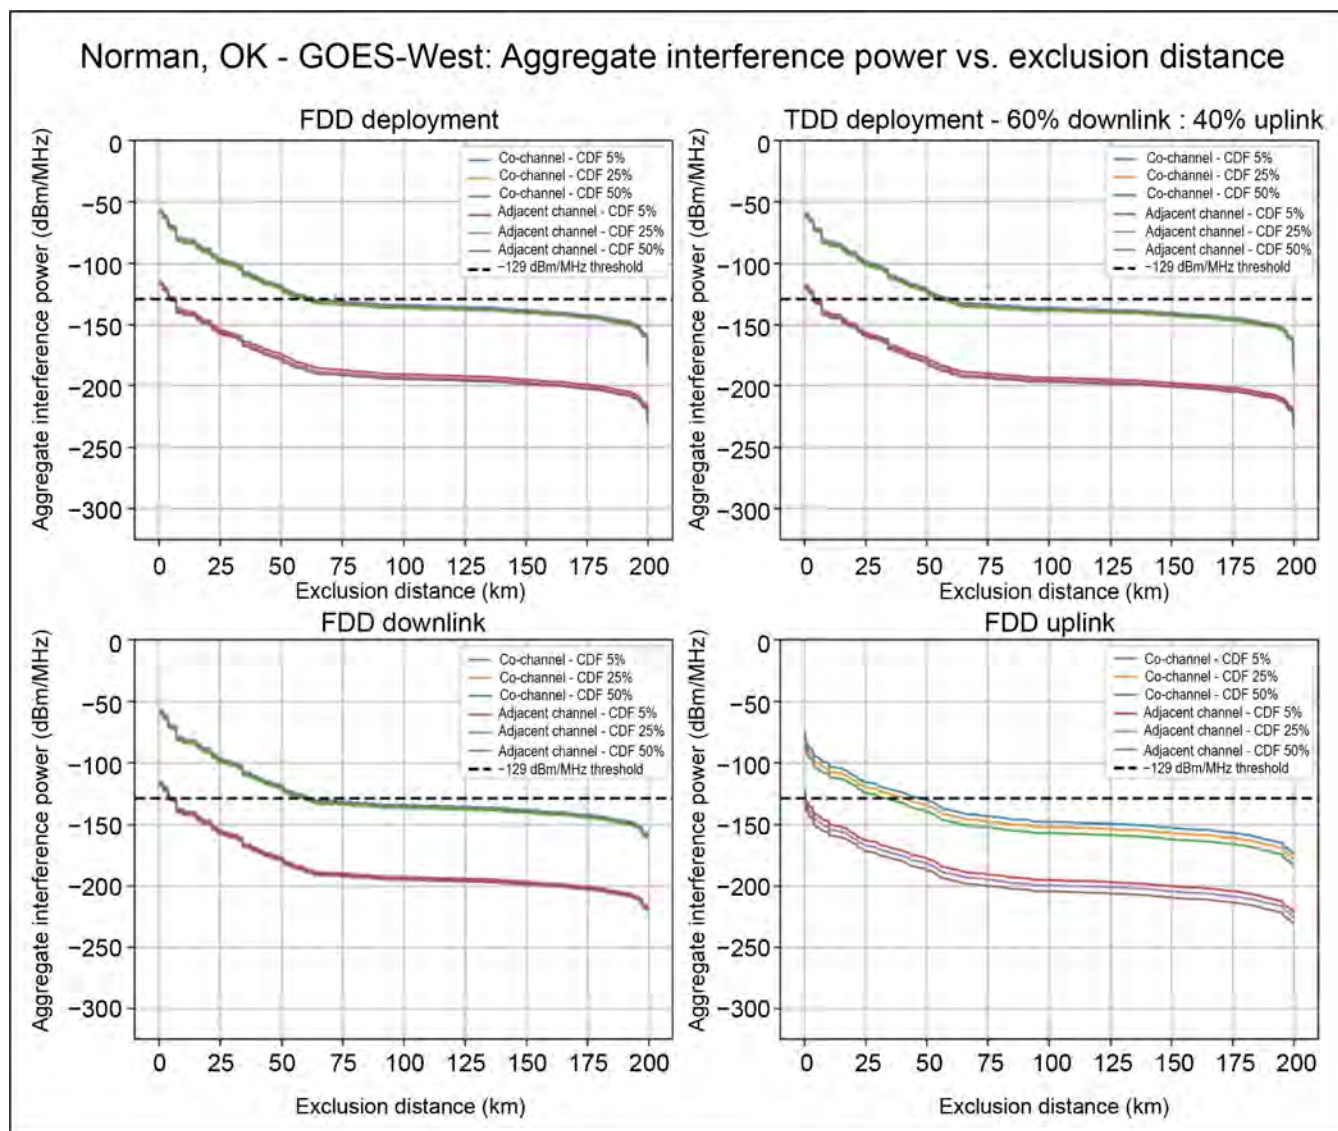 Norman, OK - GOES-West: Aggregate interference power vs. exclusion distance
FDD deployment
Aggregate interference power (dBm/MHz)
0
−50
−100
−150
−200
−250
−300
Co-channel - CDF 5%
Co-channel - CDF 25%
Co-channel - CDF 50%
Adjacent channel - CDF 5%
Adjacent channel - CDF 25%
Adjacent channel - CDF 50%
−129 dBm/MHz threshold
0 25 50 75 100 125 150 175 200
Exclusion distance (km)
TDD deployment - 60% downlink : 40% uplink
Aggregate interference power (dBm/MHz)
0
−50
−100
−150
−200
−250
−300
Co-channel - CDF 5%
Co-channel - CDF 25%
Co-channel - CDF 50%
Adjacent channel - CDF 5%
Adjacent channel - CDF 25%
Adjacent channel - CDF 50%
−129 dBm/MHz threshold
0 25 50 75 100 125 150 175 200
Exclusion distance (km)
FDD downlink
Aggregate interference power (dBm/MHz)
0
−50
−100
−150
−200
−250
−300
Co-channel - CDF 5%
Co-channel - CDF 25%
Co-channel - CDF 50%
Adjacent channel - CDF 5%
Adjacent channel - CDF 25%
Adjacent channel - CDF 50%
−129 dBm/MHz threshold
0 25 50 75 100 125 150 175 200
Exclusion distance (km)
FDD uplink
Aggregate interference power (dBm/MHz)
0
−50
−100
−150
−200
−250
−300
Co-channel - CDF 5%
Co-channel - CDF 25%
Co-channel - CDF 50%
Adjacent channel - CDF 5%
Adjacent channel - CDF 25%
Adjacent channel - CDF 50%
−129 dBm/MHz threshold
0 25 50 75 100 125 150 175 200
Exclusion distance (km)